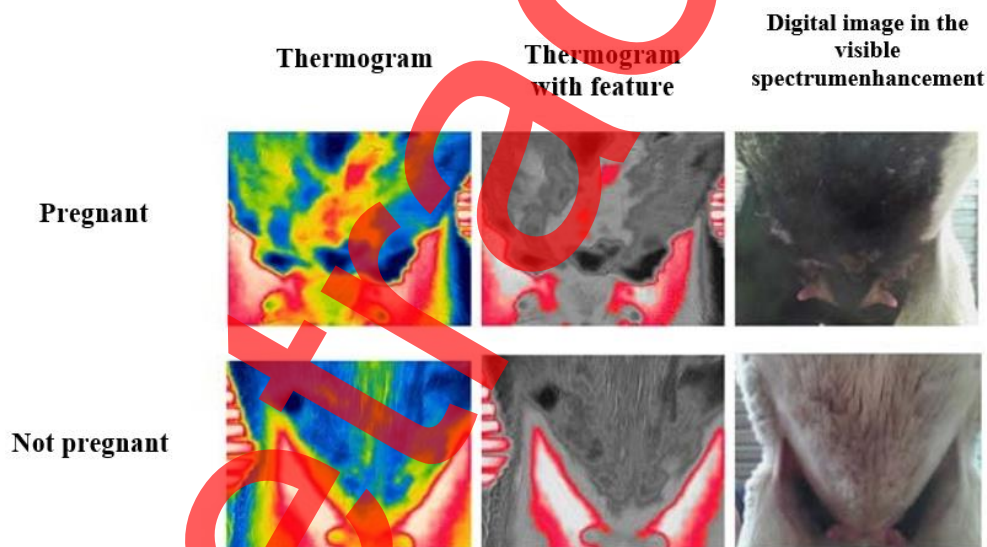 Thermogram
Thermogram
with feature
Digital image in the
visible
spectrumenhancement
Pregnant
Not pregnant